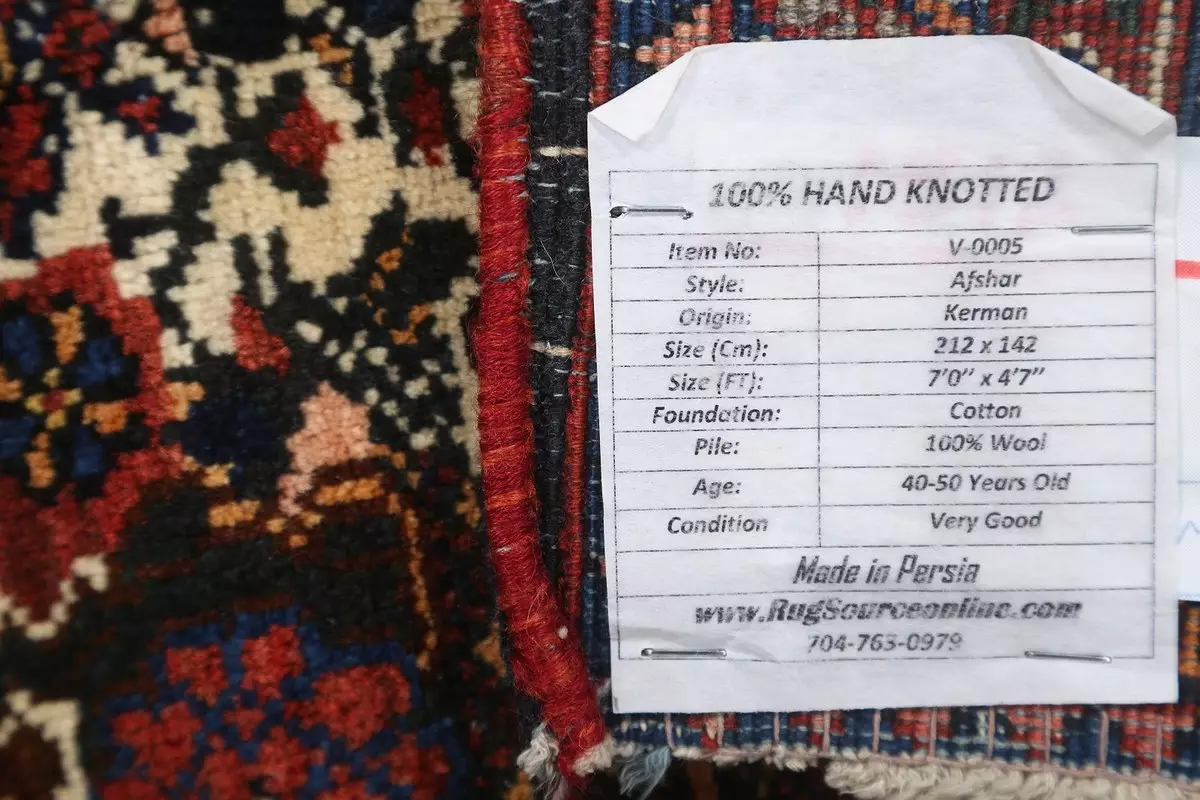 100% HAND KNOTTED
Item No: V-0005
Style: Afshar
Origin: Kerman
Size (Cm): 212 x 142
Size (FT): 7'0" x 4'7"
Foundation: Cotton
Pile: 100% Wool
Age: 40-50 Years Old
Condition Very Good
Made in Persia
www.RugSourceonline.com
704-763-0979